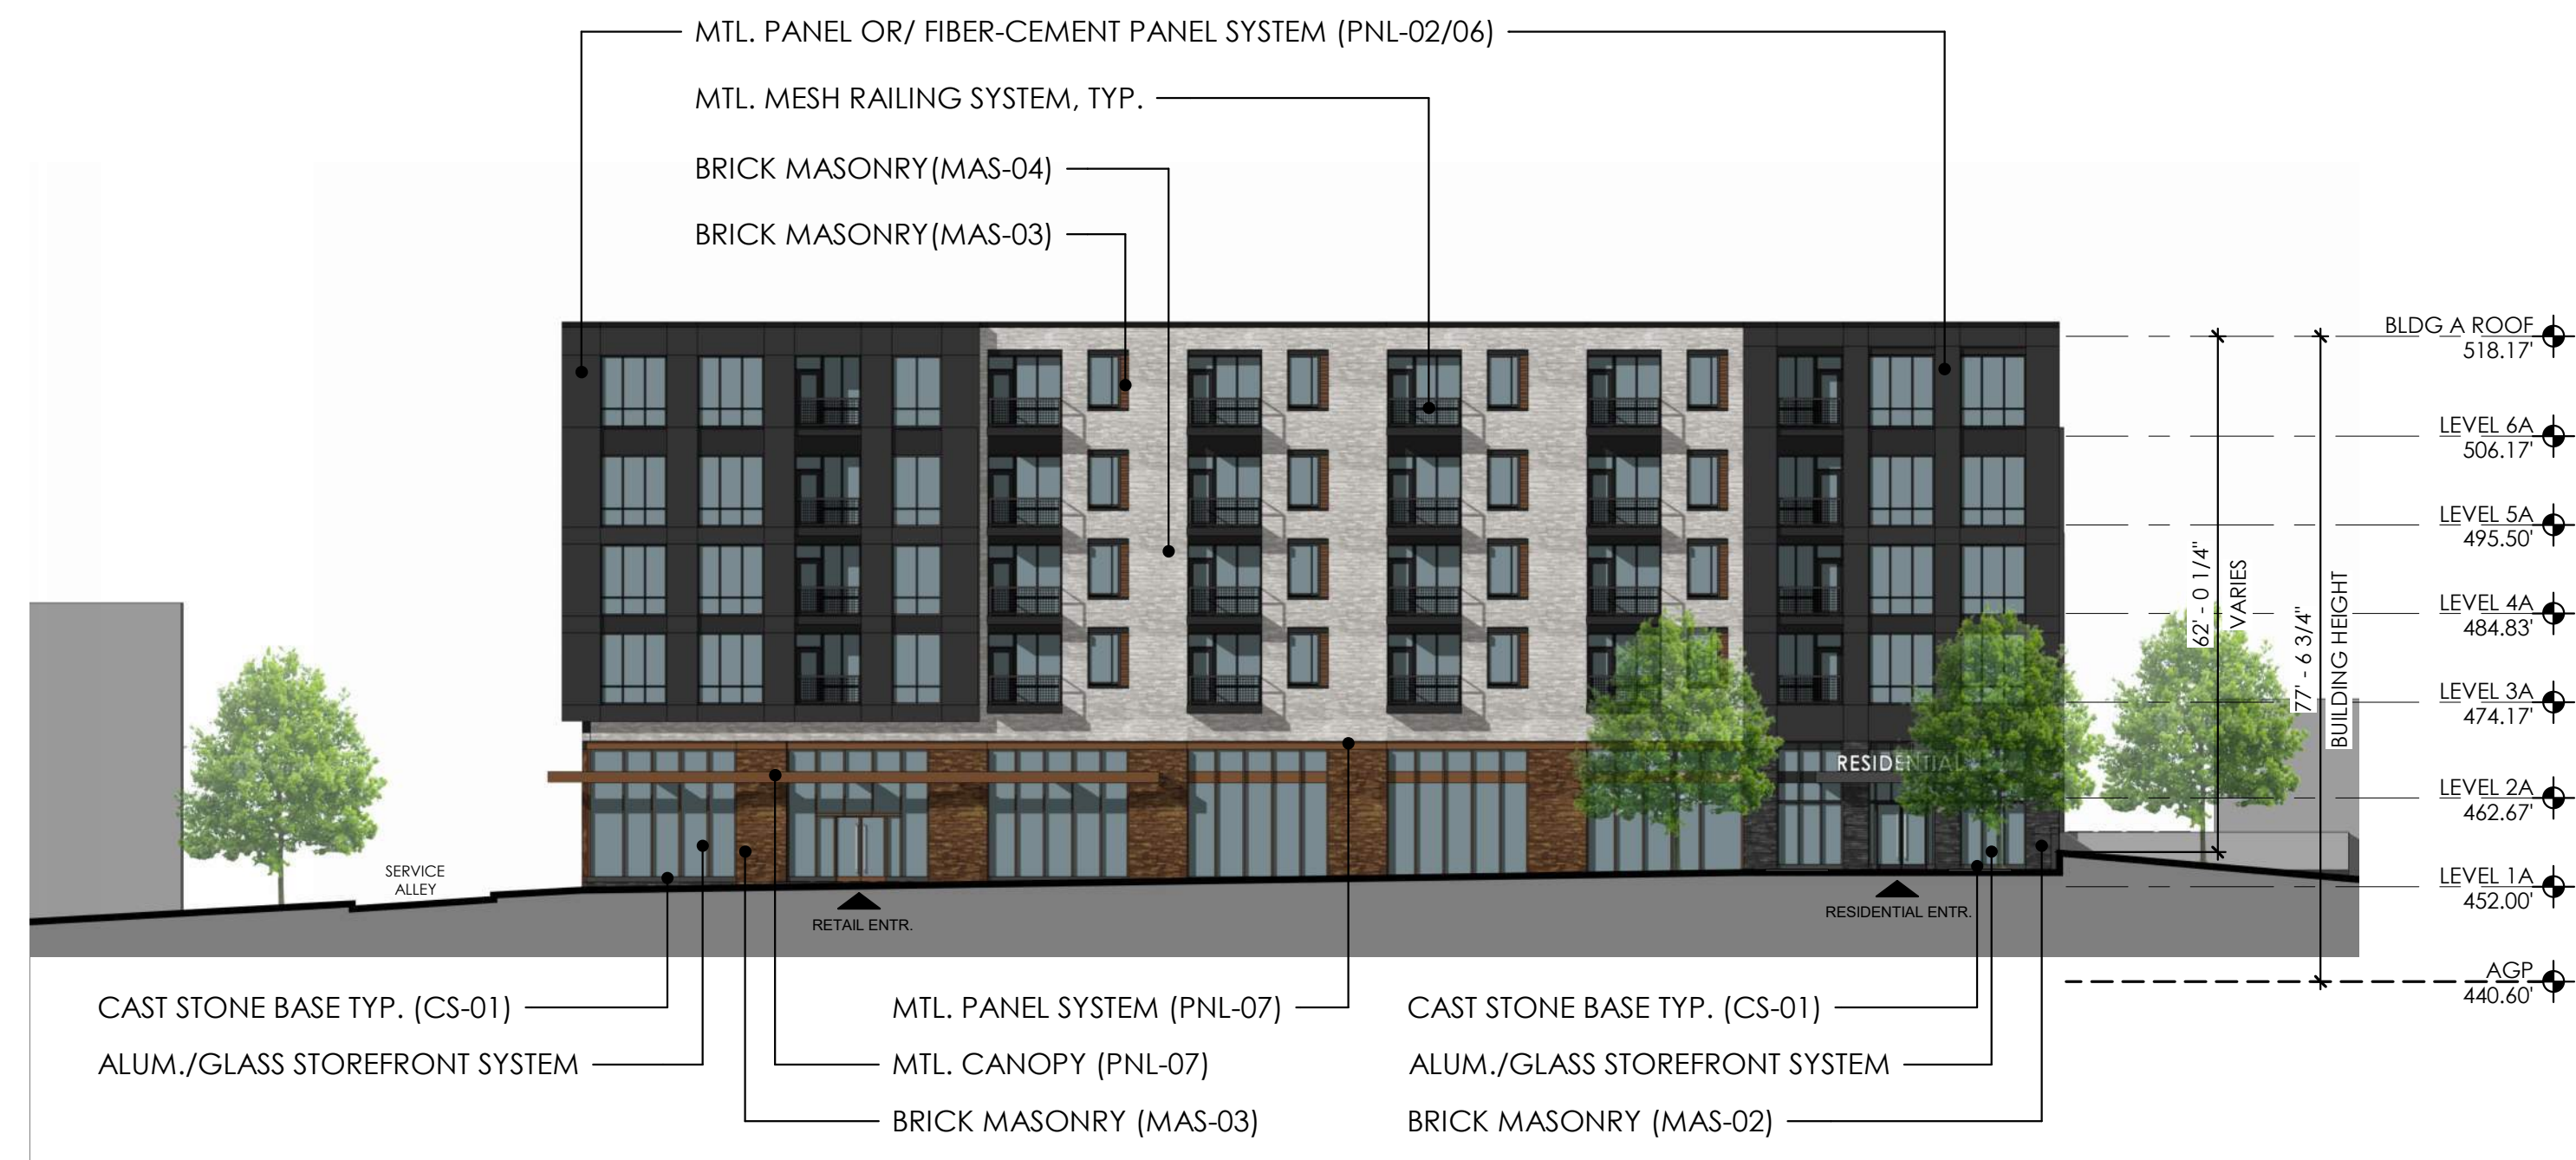 MTL. PANEL OR/ FIBER-CEMENT PANEL SYSTEM (PNL-02/06)
MTL. MESH RAILING SYSTEM, TYP.
BRICK MASONRY(MAS-04)
BRICK MASONRY(MAS-03)
BLDG A ROOF
518.17'
LEVEL 6A
506.17'
LEVEL 5A
495.50'
LEVEL 4A
484.83'
LEVEL 3A
474.17'
LEVEL 2A
462.67'
LEVEL 1A
452.00'
AGP
440.60'
62' - 0 1/4"
VARIES
77' - 6 3/4"
BUILDING HEIGHT
RESIDENTIAL
SERVICE
ALLEY
RETAIL ENTR.
RESIDENTIAL ENTR.
CAST STONE BASE TYP. (CS-01)
ALUM./GLASS STOREFRONT SYSTEM
MTL. PANEL SYSTEM (PNL-07)
MTL. CANOPY (PNL-07)
BRICK MASONRY (MAS-03)
CAST STONE BASE TYP. (CS-01)
ALUM./GLASS STOREFRONT SYSTEM
BRICK MASONRY (MAS-02)